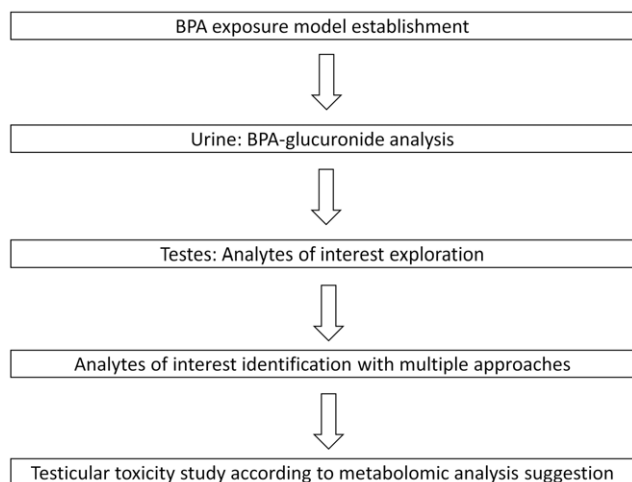 BPA exposure model establishment
Urine: BPA-glucuronide analysis
Testes: Analytes of interest exploration
Analytes of interest identification with multiple approaches
Testicular toxicity study according to metabolomic analysis suggestion